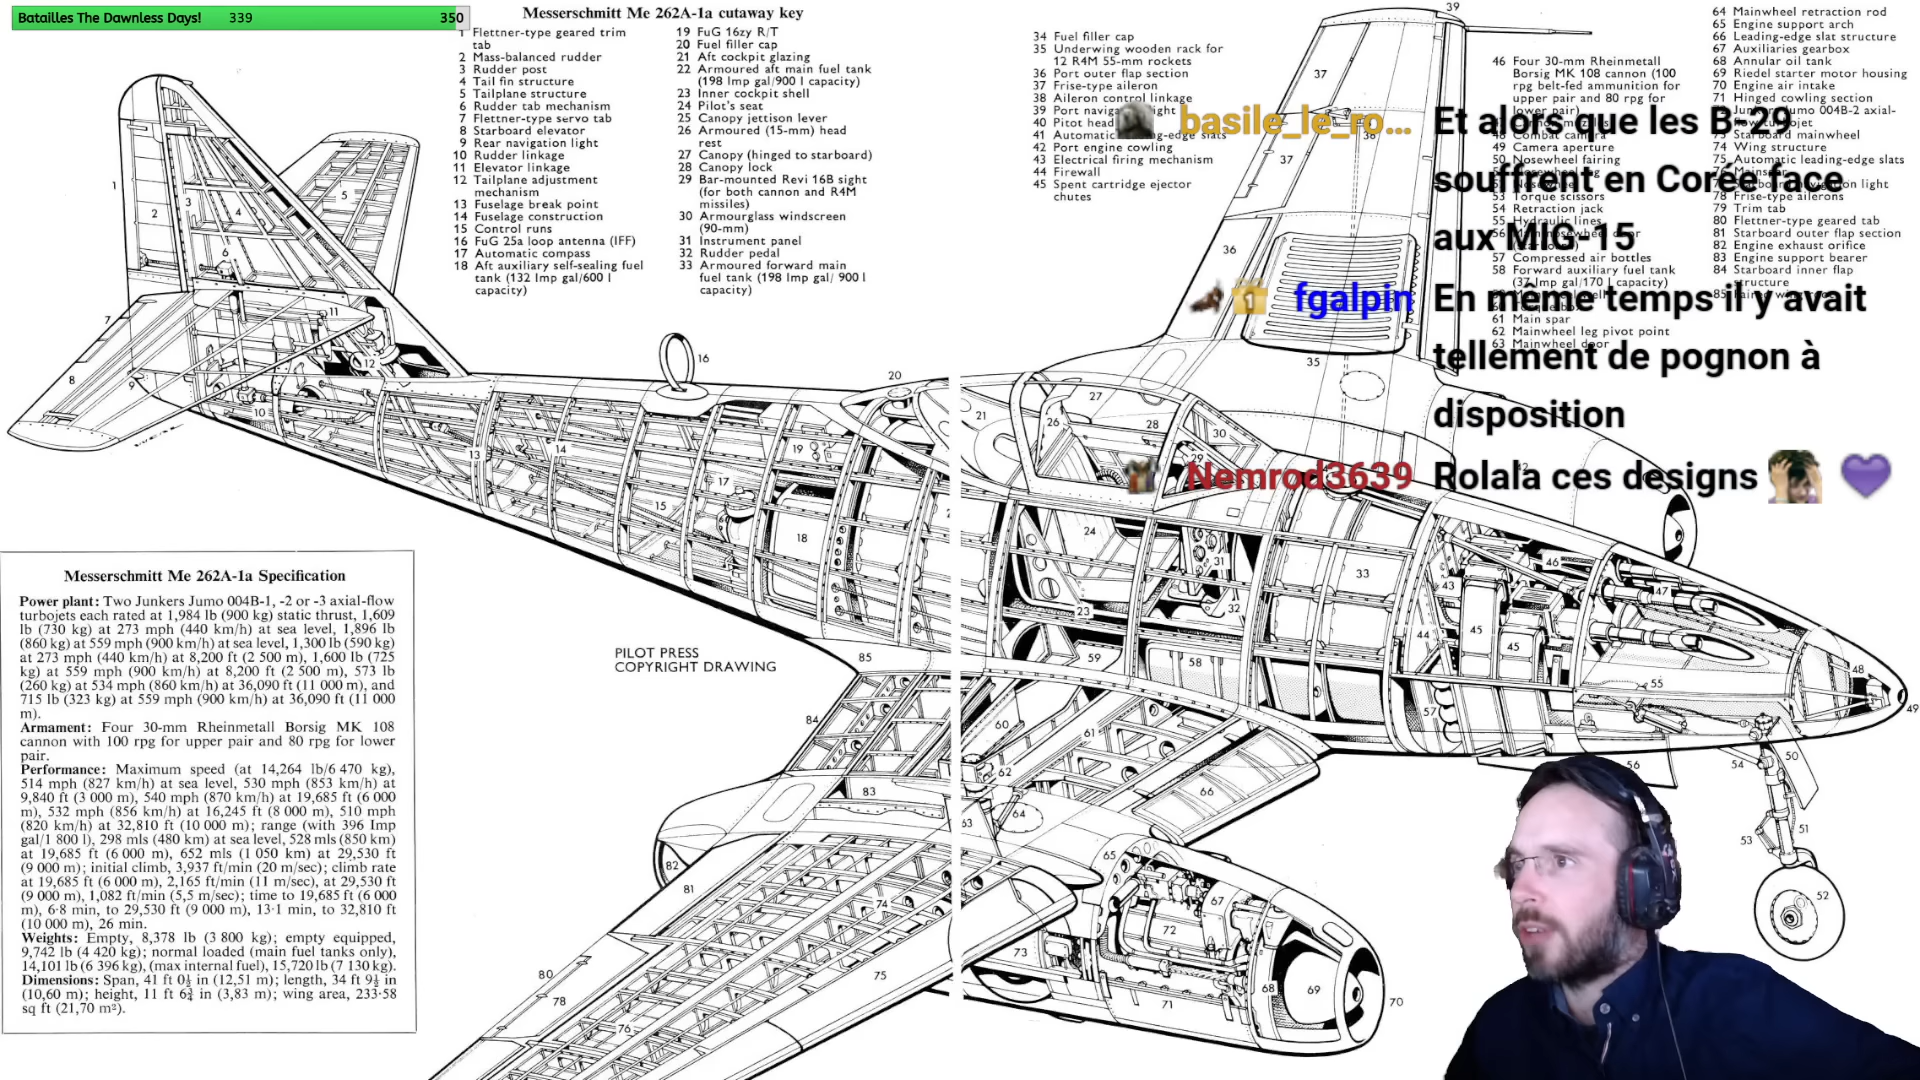 Batailles The Dawnless Days! 339 350
Messerschmitt Me 262A-1a cutaway key
1 Flettner-type geared trim
tab
2 Mass-balanced rudder
3 Rudder post
4 Tail fin structure
5 Tailplane structure
6 Rudder tab mechanism
7 Flettner-type servo tab
8 Starboard elevator
9 Rear navigation light
10 Rudder linkage
11 Elevator linkage
12 Tailplane adjustment
mechanism
13 Fuselage break point
14 Fuselage construction
15 Control runs
16 FuG 25a loop antenna (IFF)
17 Automatic compass
18 Aft auxiliary self-sealing fuel
tank (132 Imp gal/600 l
capacity)
19 FuG 16zy R/T
20 Fuel filler cap
21 Aft cockpit glazing
22 Armoured aft main fuel tank
(198 Imp gal/900 l capacity)
23 Inner cockpit shell
24 Pilot's seat
25 Canopy jettison lever
26 Armoured (15-mm) head
rest
27 Canopy (hinged to starboard)
28 Canopy lock
29 Bar-mounted Revi 16B sight
(for both cannon and R4M
missiles)
30 Armourglass windscreen
(90-mm)
31 Instrument panel
32 Rudder pedal
33 Armoured forward main
fuel tank (198 Imp gal/ 900 l
capacity)
34 Fuel filler cap
35 Underwing wooden rack for
12 R4M 55-mm rockets
36 Port outer flap section
37 Frise-type aileron
38 Aileron control linkage
39 Port light
40 Pitot head
41 Automatic slats
42 Port engine cowling
43 Electrical firing mechanism
44 Firewall
45 Spent cartridge ejector
chutes
46 Four 30-mm Rheinmetall
Borsig MK 108 cannon (100
rpg belt-fed ammunition for
upper pair and 80 rpg for
lower pair)
49 Camera aperture
50 Nosewheel fairing
53 Torque scissors
54 Retraction jack
55 Hydraulic lines
57 Compressed air bottles
58 Forward auxiliary fuel tank
(37 Imp gal/170 l capacity)
61 Main spar
62 Mainwheel leg pivot point
63 Mainwheel door
64 Mainwheel retraction rod
65 Engine support arch
66 Leading-edge slat structure
67 Auxiliaries gearbox
68 Annular oil tank
69 Riedel starter motor housing
70 Engine air intake
71 Hinged cowling section
Jumo 004B-2 axial-
Starboard mainwheel
74 Wing structure
75 Automatic leading-edge slats
78 Frise-type ailerons
79 Trim tab
80 Flettner-type geared tab
81 Starboard outer flap section
82 Engine exhaust orifice
83 Engine support bearer
84 Starboard inner flap
structure
basile_le_ro... Et alors que les B-29
souffrent en Corée face
aux MIG-15
fgalpin En même temps il y avait
tellement de pognon à
disposition
Nemrod3639 Rolala ces designs
PILOT PRESS
COPYRIGHT DRAWING
Messerschmitt Me 262A-1a Specification
Power plant: Two Junkers Jumo 004B-1, -2 or -3 axial-flow
turbojets each rated at 1,984 lb (900 kg) static thrust, 1,609
lb (730 kg) at 273 mph (440 km/h) at sea level, 1,896 lb
(860 kg) at 559 mph (900 km/h) at sea level, 1,300 lb (590 kg)
at 273 mph (440 km/h) at 8,200 ft (2 500 m), 1,600 lb (725
kg) at 559 mph (900 km/h) at 8,200 ft (2 500 m), 573 lb
(260 kg) at 534 mph (860 km/h) at 36,090 ft (11 000 m), and
715 lb (323 kg) at 559 mph (900 km/h) at 36,090 ft (11 000
m).
Armament: Four 30-mm Rheinmetall Borsig MK 108
cannon with 100 rpg for upper pair and 80 rpg for lower
pair.
Performance: Maximum speed (at 14,264 lb/6 470 kg),
514 mph (827 km/h) at sea level, 530 mph (853 km/h) at
9,840 ft (3 000 m), 540 mph (870 km/h) at 19,685 ft (6 000
m), 532 mph (856 km/h) at 16,245 ft (8 000 m), 510 mph
(820 km/h) at 32,810 ft (10 000 m); range (with 396 Imp
gal/1 800 l), 298 mls (480 km) at sea level, 528 mls (850 km)
at 19,685 ft (6 000 m), 652 mls (1 050 km) at 29,530 ft
(9 000 m); initial climb, 3,937 ft/min (20 m/sec); climb rate
at 19,685 ft (6 000 m), 2,165 ft/min (11 m/sec), at 29,530 ft
(9 000 m), 1,082 ft/min (5,5 m/sec); time to 19,685 ft (6 000
m), 6·8 min, to 29,530 ft (9 000 m), 13·1 min, to 32,810 ft
(10 000 m), 26 min.
Weights: Empty, 8,378 lb (3 800 kg); empty equipped,
9,742 lb (4 420 kg); normal loaded (main fuel tanks only),
14,101 lb (6 396 kg), (max internal fuel), 15,720 lb (7 130 kg).
Dimensions: Span, 41 ft 0½ in (12,51 m); length, 34 ft 9½ in
(10,60 m); height, 11 ft 6¾ in (3,83 m); wing area, 233·58
sq ft (21,70 m²).